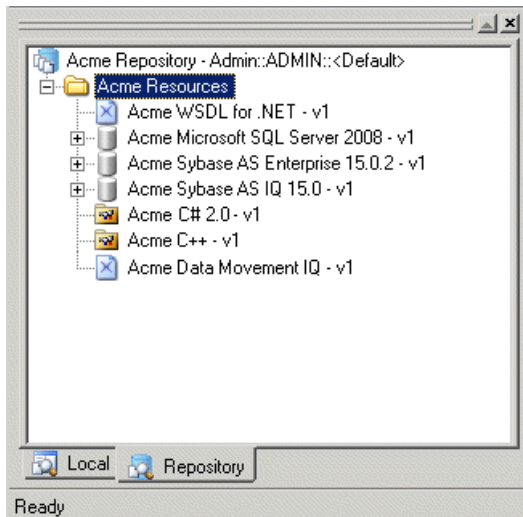 Acme Repository - Admin::ADMIN::<Default>
Acme Resources
Acme WSDL for .NET - v1
Acme Microsoft SQL Server 2008 - v1
Acme Sybase AS Enterprise 15.0.2 - v1
Acme Sybase AS IQ 15.0 - v1
Acme C# 2.0 - v1
Acme C++ - v1
Acme Data Movement IQ - v1
Local Repository
Ready